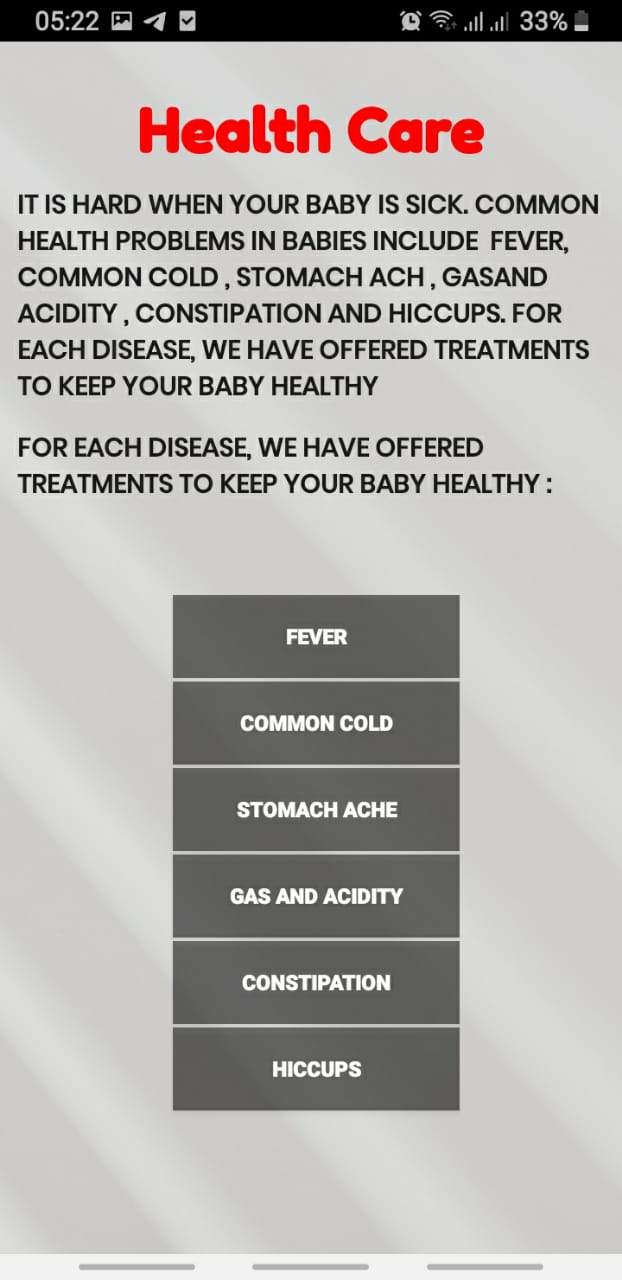 05:22
33%
Health Care
IT IS HARD WHEN YOUR BABY IS SICK. COMMON
HEALTH PROBLEMS IN BABIES INCLUDE  FEVER,
COMMON COLD , STOMACH ACH , GASAND
ACIDITY , CONSTIPATION AND HICCUPS. FOR
EACH DISEASE, WE HAVE OFFERED TREATMENTS
TO KEEP YOUR BABY HEALTHY
FOR EACH DISEASE, WE HAVE OFFERED
TREATMENTS TO KEEP YOUR BABY HEALTHY :
FEVER
COMMON COLD
STOMACH ACHE
GAS AND ACIDITY
CONSTIPATION
HICCUPS